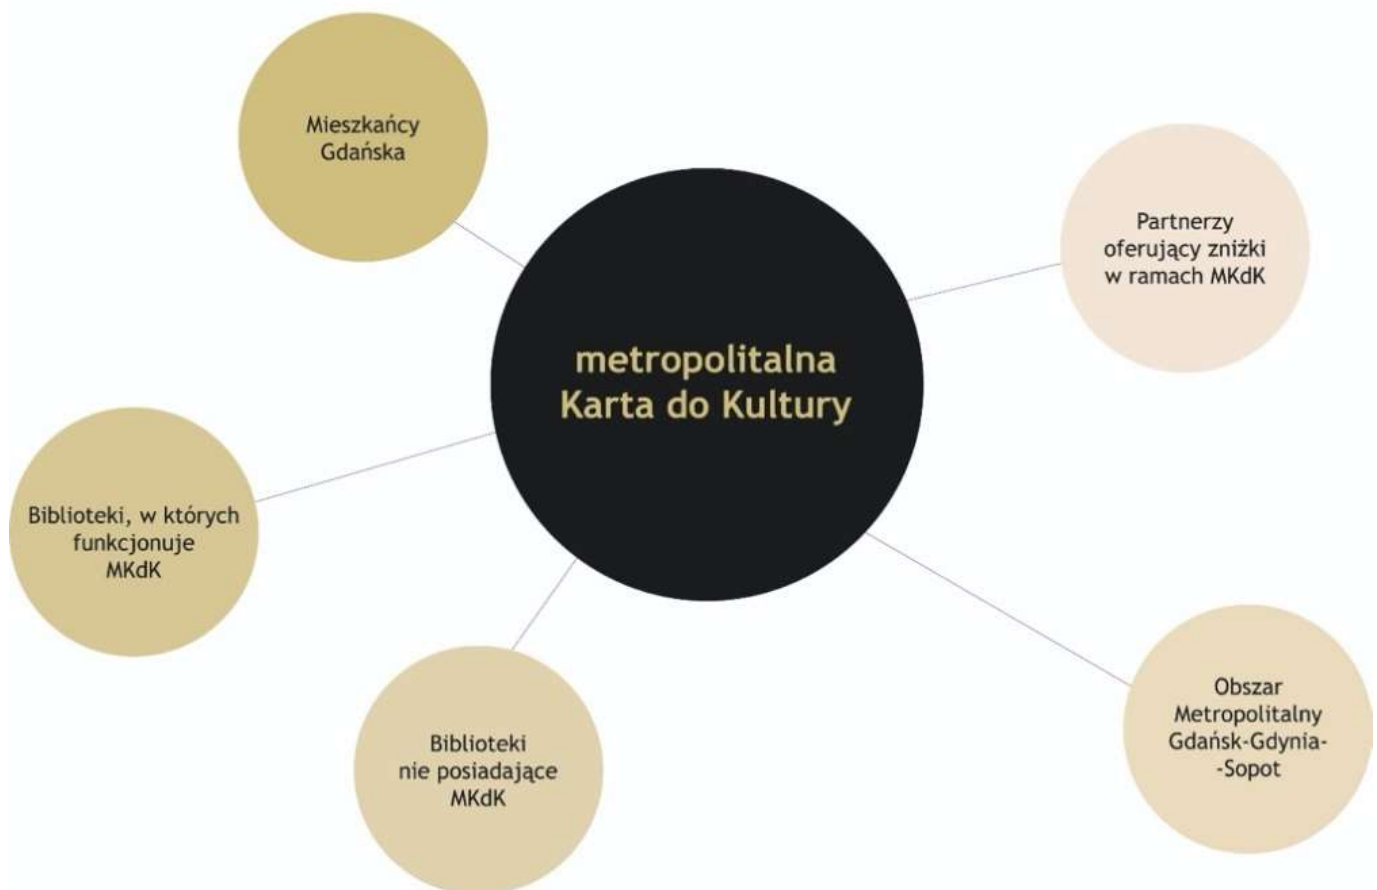 Mieszkańcy
Gdańska
Partnerzy
oferujący zniżki
w ramach MKdK
metropolitalna
Karta do Kultury
Biblioteki, w których
funkcjonuje
MKdK
Biblioteki
nie posiadające
MKdK
Obszar
Metropolitalny
Gdańsk-Gdynia-
-Sopot